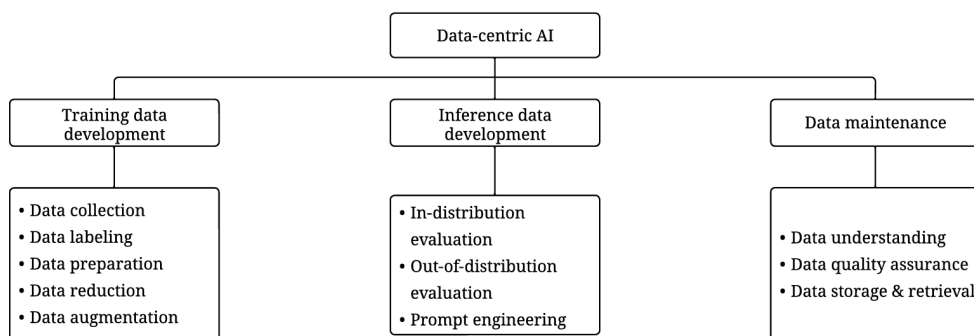 Data-centric AI
Training data
development
Inference data
development
Data maintenance
• Data collection
• Data labeling
• Data preparation
• Data reduction
• Data augmentation
• In-distribution
evaluation
• Out-of-distribution
evaluation
• Prompt engineering
• Data understanding
• Data quality assurance
• Data storage & retrieval